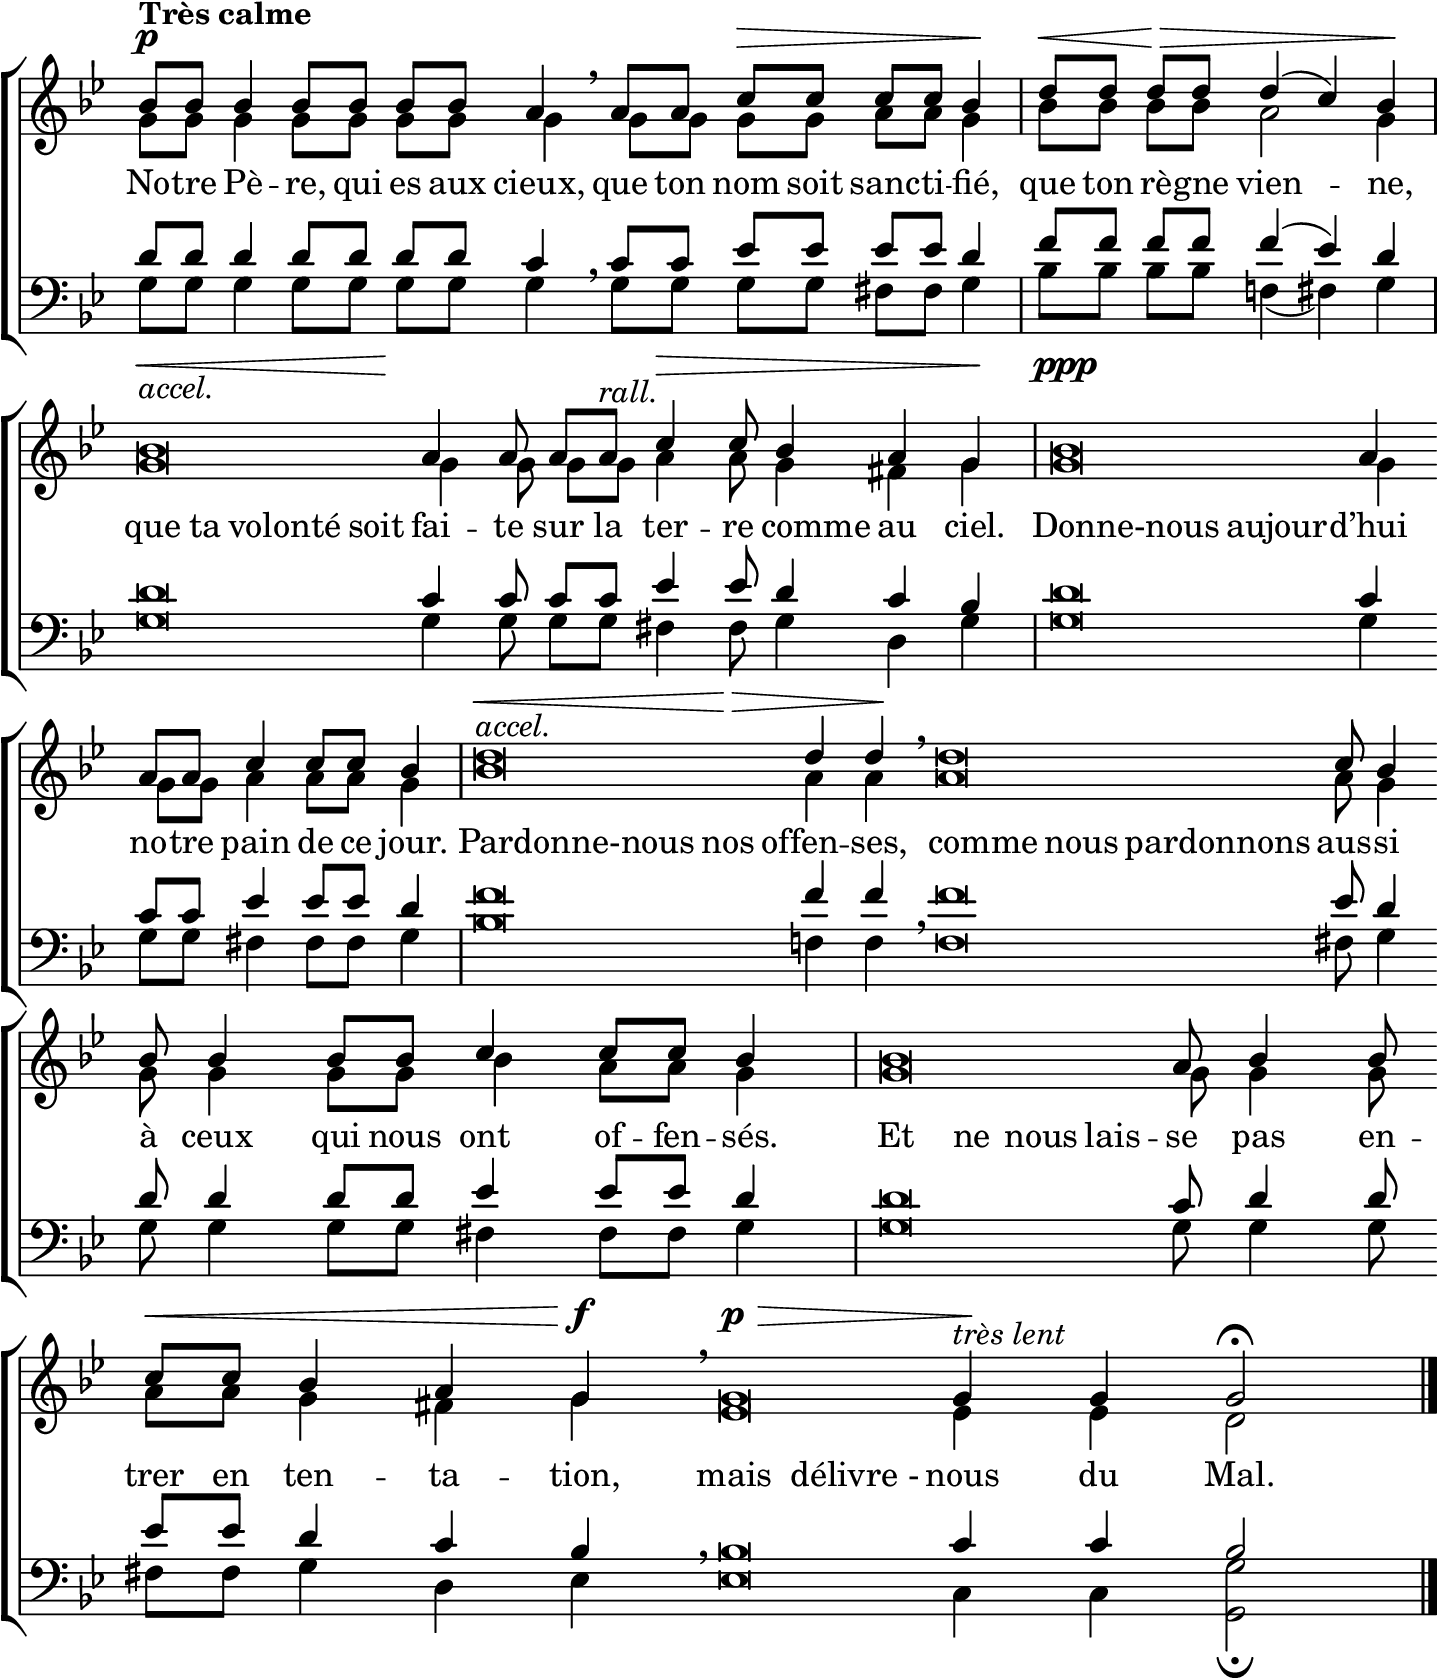 Très calme
p
Notre Pè -- re, qui es aux cieux, que ton nom soit sancti -- fié, que ton règne vien -- ne,
accel. rall. ppp
que ta volonté soit fai -- te sur la ter -- re comme au ciel. Donne-nous aujourd’hui
accel.
notre pain de ce jour. Pardonne-nous nos offen -- ses, comme nous pardonnons aussi
à ceux qui nous ont of -- fen -- sés. Et ne nous lais -- se pas en --
f p très lent
trer en ten -- ta -- tion, mais délivre - nous du Mal.